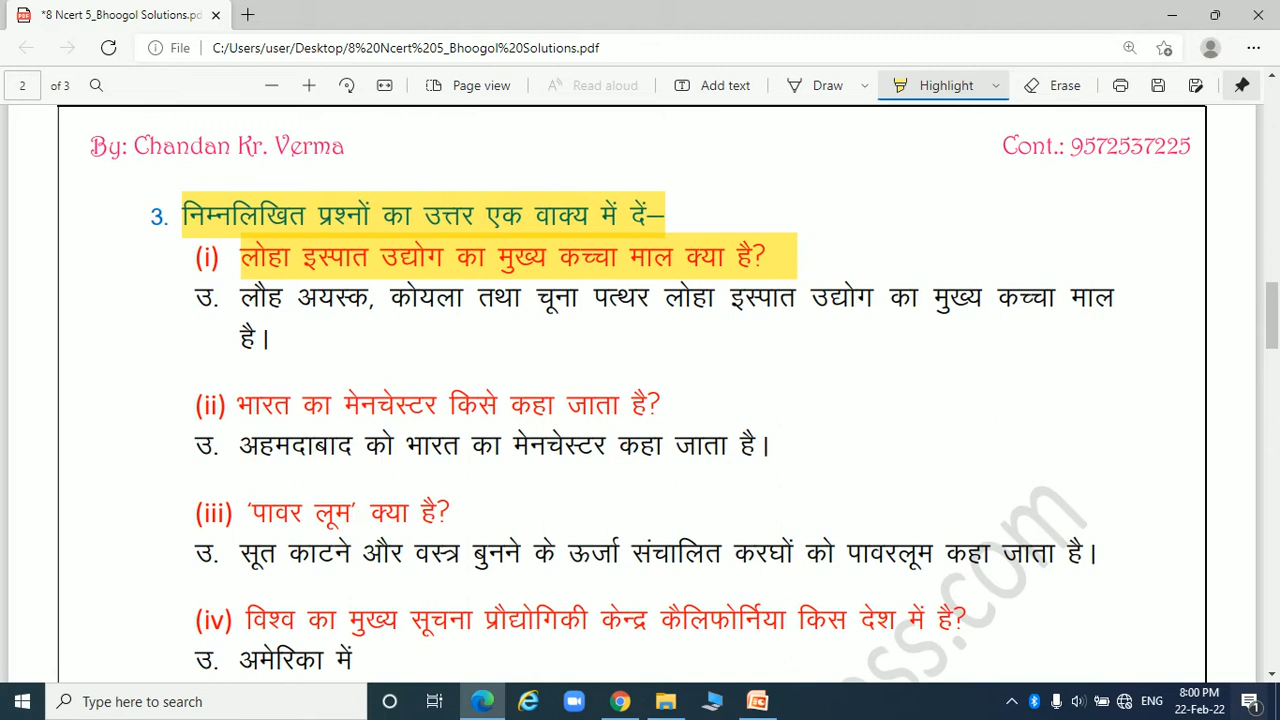 *8 Ncert 5_Bhoogol Solutions.pd
File C:/Users/user/Desktop/8%20Ncert%205_Bhoogol%20Solutions.pdf
2 of 3 Page view Read aloud Add text Draw Highlight Erase
By: Chandan Kr. Verma Cont.: 9572537225
3. निम्नलिखित प्रश्नों का उत्तर एक वाक्य में दें–
(i) लोहा इस्पात उद्योग का मुख्य कच्चा माल क्या है?
उ. लौह अयस्क, कोयला तथा चूना पत्थर लोहा इस्पात उद्योग का मुख्य कच्चा माल
है।
(ii) भारत का मेनचेस्टर किसे कहा जाता है?
उ. अहमदाबाद को भारत का मेनचेस्टर कहा जाता है।
(iii) 'पावर लूम' क्या है?
उ. सूत काटने और वस्त्र बुनने के ऊर्जा संचालित करघों को पावरलूम कहा जाता है।
(iv) विश्व का मुख्य सूचना प्रौद्योगिकी केन्द्र कैलिफोर्निया किस देश में है?
उ. अमेरिका में
ss.com
Type here to search ENG 8:00 PM
22-Feb-22